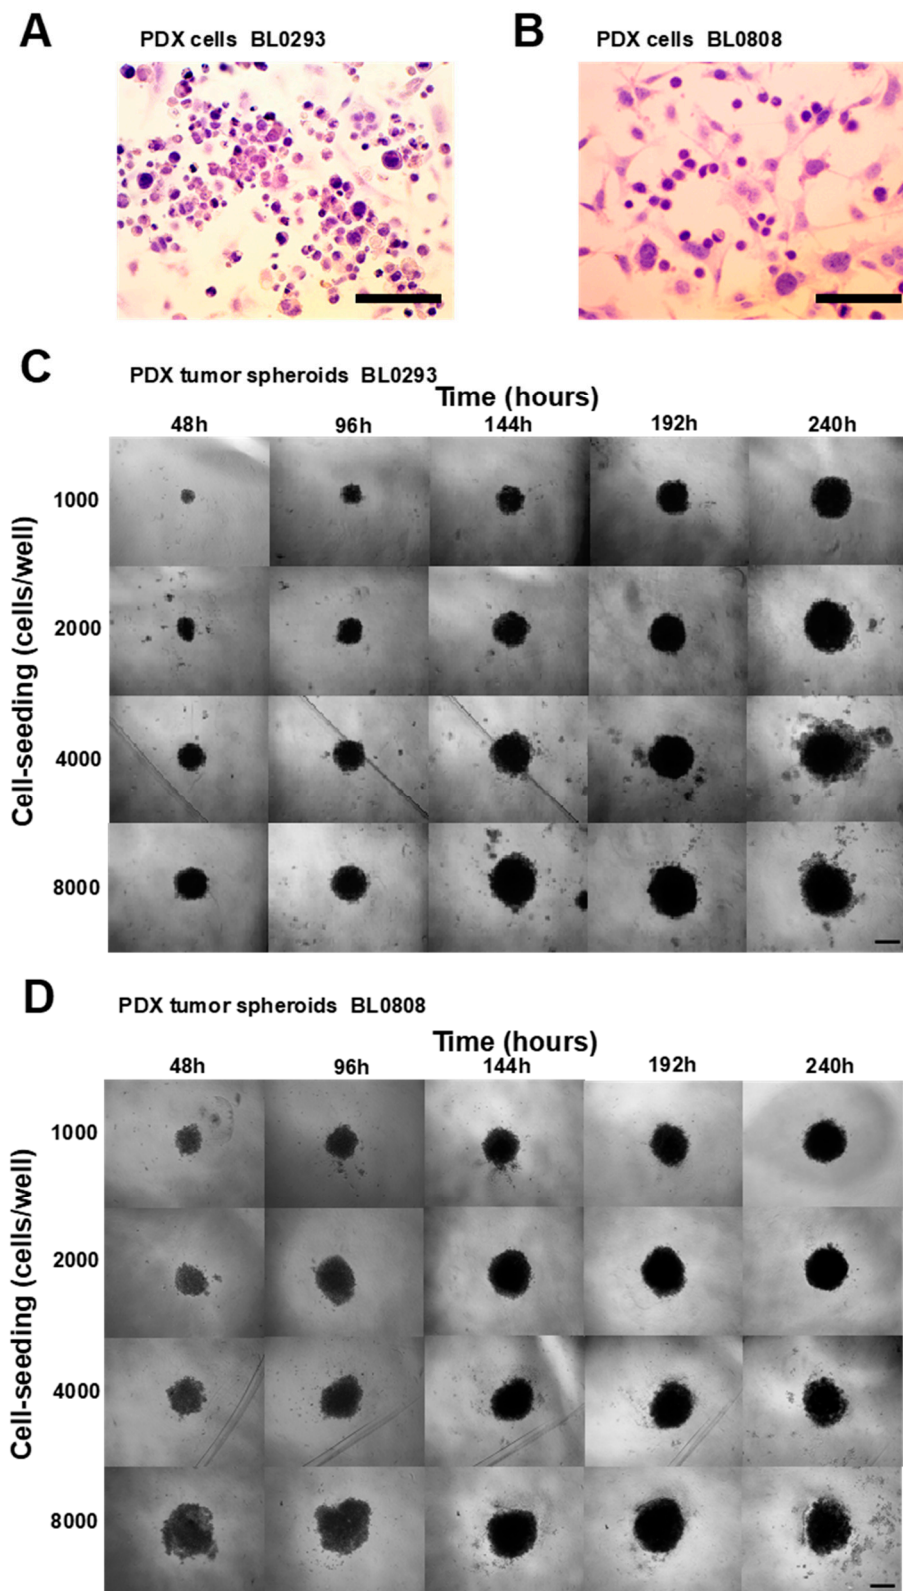 A
PDX cells BL0293
B
PDX cells BL0808
C
PDX tumor spheroids BL0293
Time (hours)
48h 96h 144h 192h 240h
Cell-seeding (cells/well)
1000
2000
4000
8000
D
PDX tumor spheroids BL0808
Time (hours)
48h 96h 144h 192h 240h
Cell-seeding (cells/well)
1000
2000
4000
8000